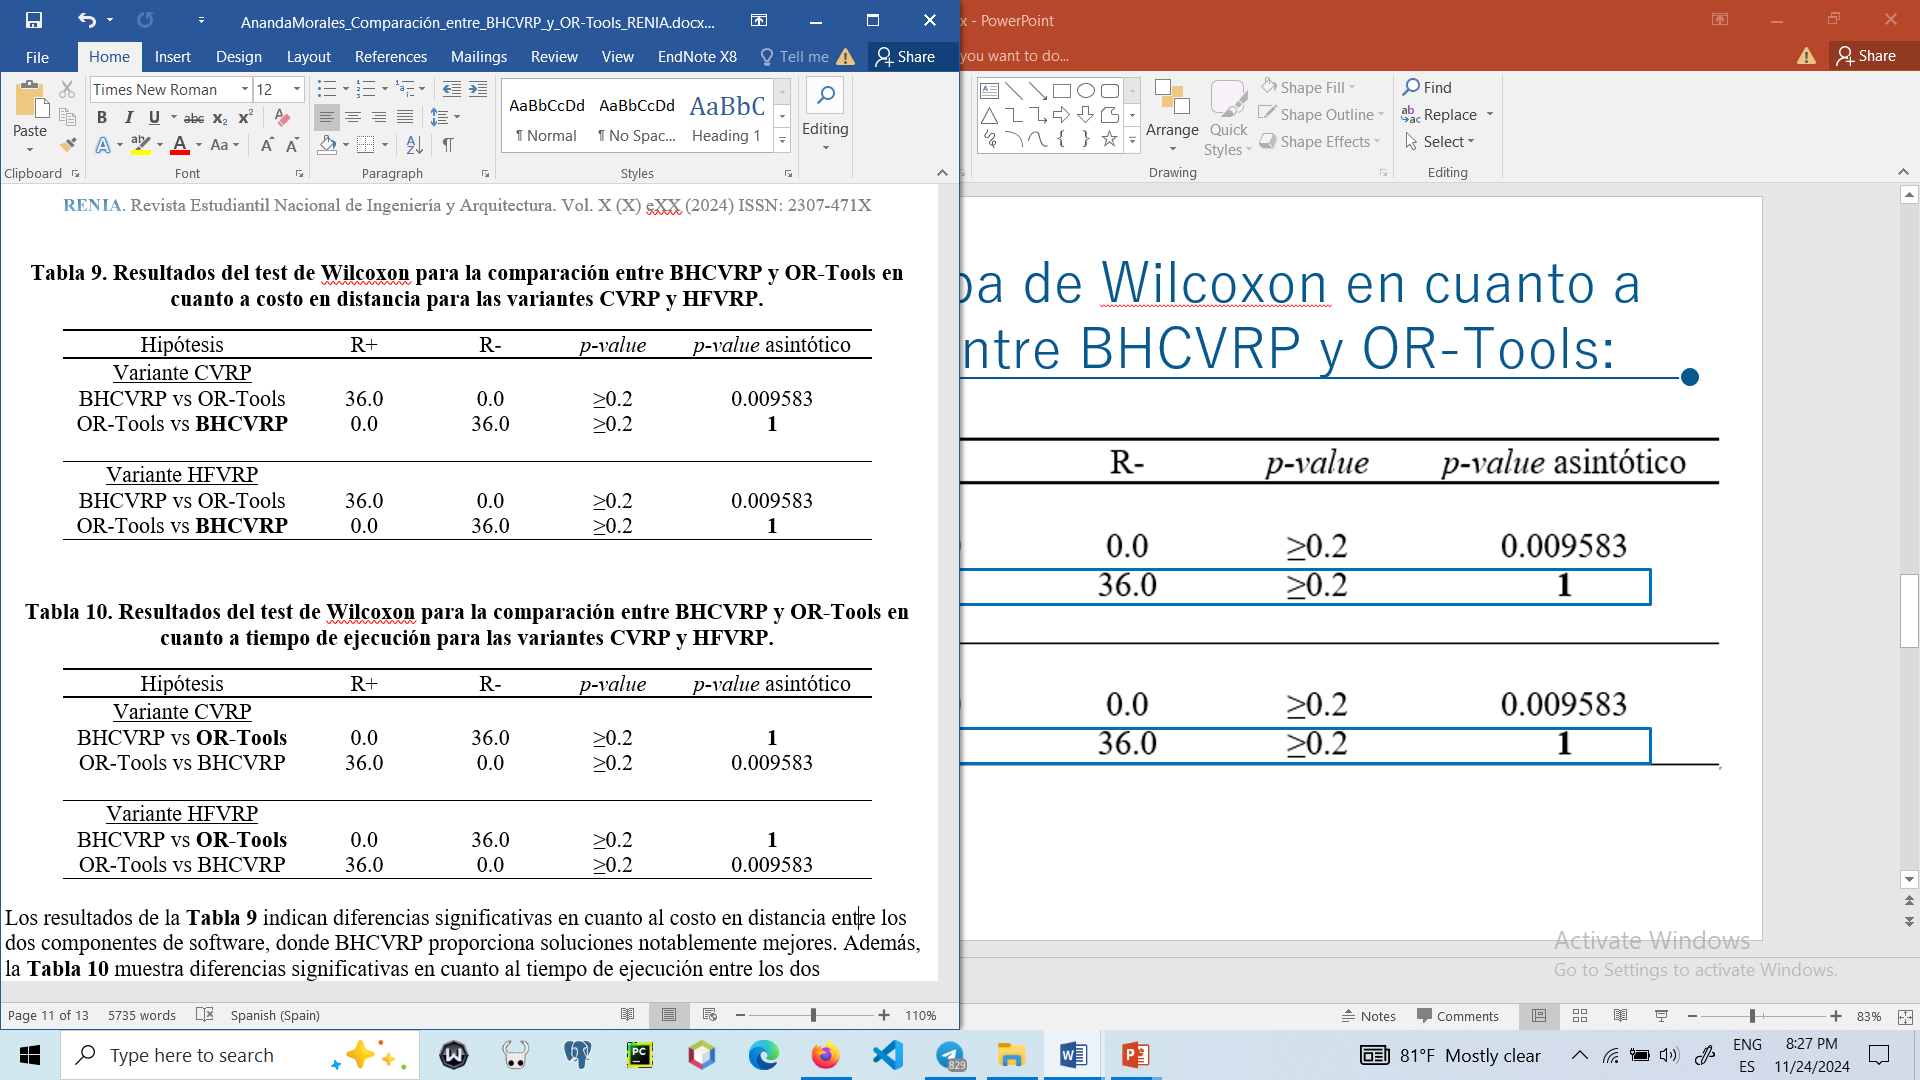 AnandaMorales_Comparación_entre_BHCVRP_y_OR-Tools_RENIA.docx...
File Home Insert Design Layout References Mailings Review View EndNote X8 Tell me Share
Paste
Clipboard
Times New Roman 12
B I U abc X₂ X²
A ab A Aa A A
Font
Paragraph
AaBbCcDd AaBbCcDd AaBbC
¶ Normal ¶ No Spac... Heading 1
Styles
Editing
RENIA. Revista Estudiantil Nacional de Ingeniería y Arquitectura. Vol. X (X) eXX (2024) ISSN: 2307-471X
Tabla 9. Resultados del test de Wilcoxon para la comparación entre BHCVRP y OR-Tools en
cuanto a costo en distancia para las variantes CVRP y HFVRP.
Hipótesis R+ R- p-value p-value asintótico
Variante CVRP
BHCVRP vs OR-Tools 36.0 0.0 ≥0.2 0.009583
OR-Tools vs BHCVRP 0.0 36.0 ≥0.2 1
Variante HFVRP
BHCVRP vs OR-Tools 36.0 0.0 ≥0.2 0.009583
OR-Tools vs BHCVRP 0.0 36.0 ≥0.2 1
Tabla 10. Resultados del test de Wilcoxon para la comparación entre BHCVRP y OR-Tools en
cuanto a tiempo de ejecución para las variantes CVRP y HFVRP.
Hipótesis R+ R- p-value p-value asintótico
Variante CVRP
BHCVRP vs OR-Tools 0.0 36.0 ≥0.2 1
OR-Tools vs BHCVRP 36.0 0.0 ≥0.2 0.009583
Variante HFVRP
BHCVRP vs OR-Tools 0.0 36.0 ≥0.2 1
OR-Tools vs BHCVRP 36.0 0.0 ≥0.2 0.009583
Los resultados de la Tabla 9 indican diferencias significativas en cuanto al costo en distancia entre los
dos componentes de software, donde BHCVRP proporciona soluciones notablemente mejores. Además,
la Tabla 10 muestra diferencias significativas en cuanto al tiempo de ejecución entre los dos
Page 11 of 13 5735 words Spanish (Spain) 110%
x - PowerPoint
you want to do... Share
Arrange
Quick
Styles
Shape Fill
Shape Outline
Shape Effects
Drawing
Find
Replace
Select
Editing
ba de Wilcoxon en cuanto a
ntre BHCVRP y OR-Tools:
R- p-value p-value asintótico
0.0 ≥0.2 0.009583
36.0 ≥0.2 1
0.0 ≥0.2 0.009583
36.0 ≥0.2 1
Activate Windows
Go to Settings to activate Windows.
Notes Comments 83%
Type here to search
PC
329
81°F Mostly clear
ENG
ES
8:27 PM
11/24/2024